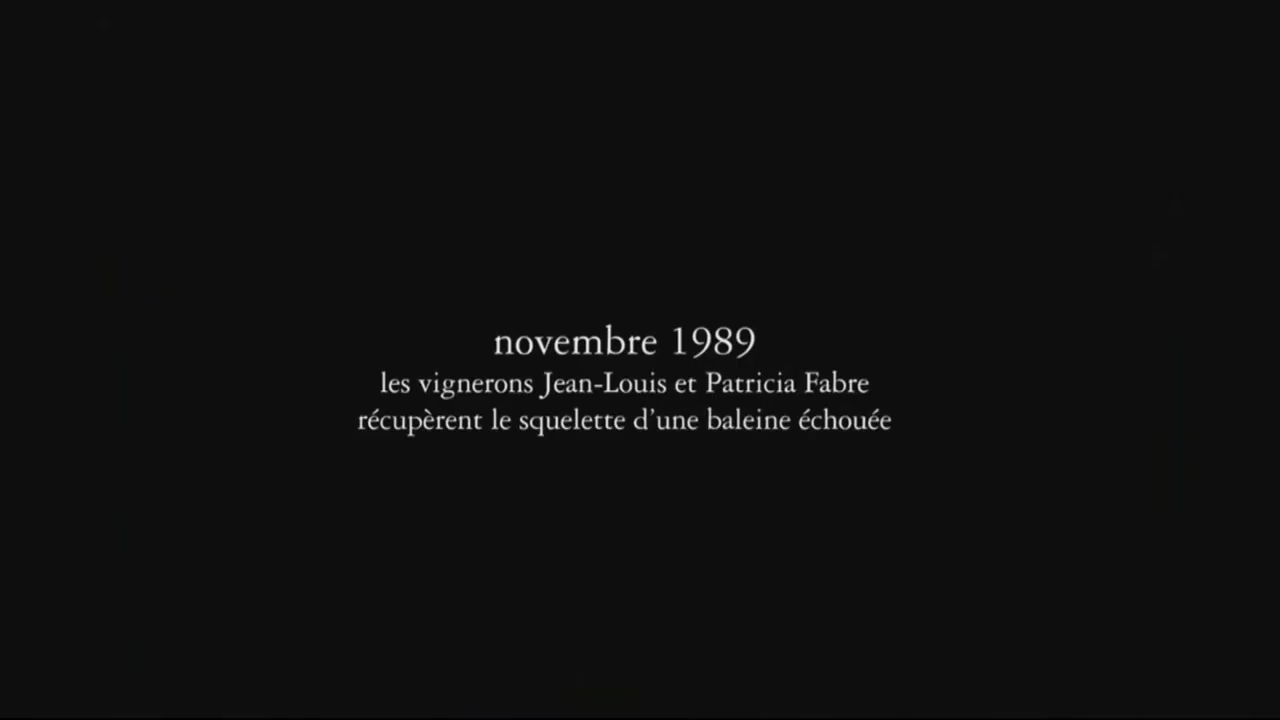 novembre 1989
les vignerons Jean-Louis et Patricia Fabre
récupèrent le squelette d’une baleine échouée